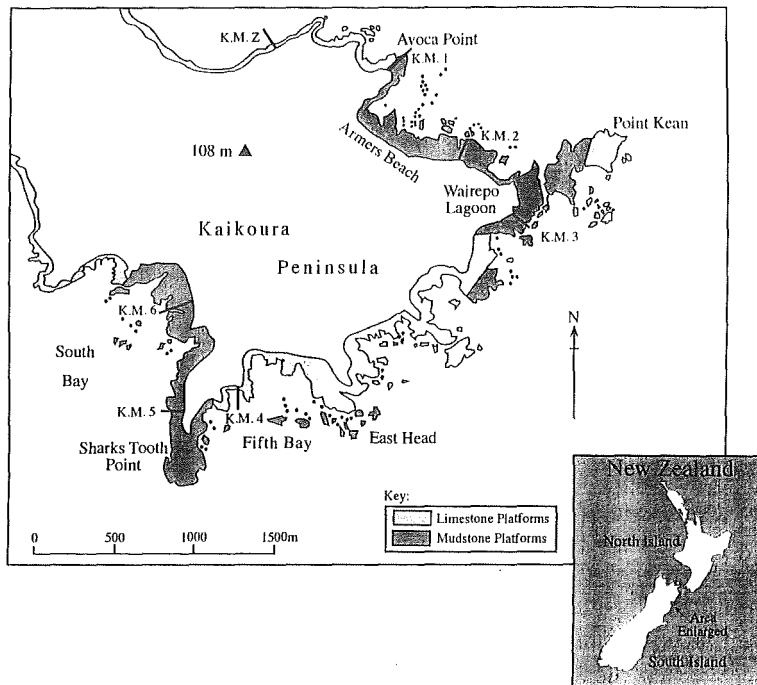 K.M. Z
Avoca Point
K.M. 1
Point Kean
K.M. 2
108 m
Armers Beach
Wairepo
Lagoon
Kaikoura
K.M. 3
Peninsula
N
K.M. 6
South
Bay
K.M. 5
K.M. 4
Sharks Tooth
Point
Fifth Bay
East Head
Key:
Limestone Platforms
Mudstone Platforms
0 500 1000 1500m
New Zealand
North Island
Area
Enlarged
South Island